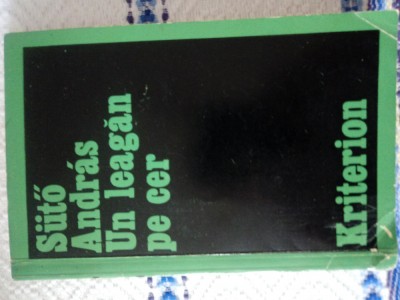 Sütő
András
Un leagăn
pe cer
Kriterion